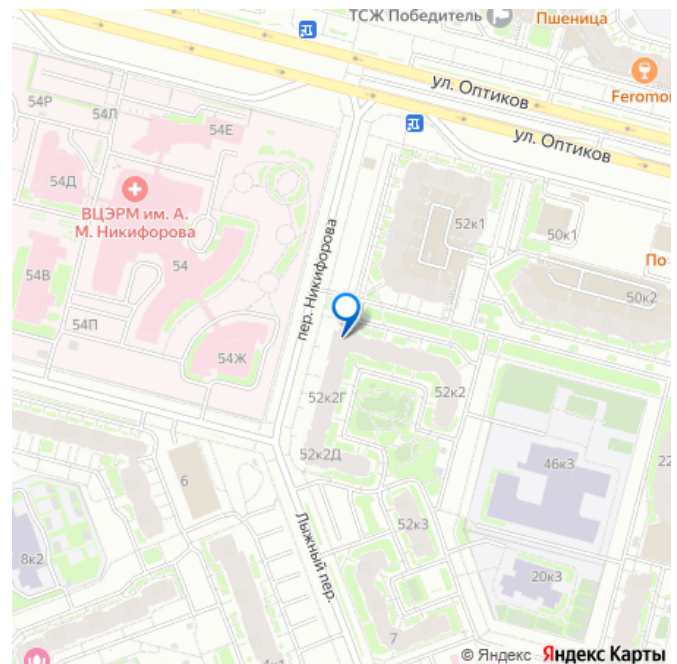 ТСЖ Победитель
Пшеница
ул. Оптиков
Feromo
54Р
54Л
54Е
ул. Оптиков
54Д
ВЦЭРМ им. А.
М. Никифорова
52к1
50к1
54
пер. Никифорова
По
54В
50к2
54П
54Ж
52к2Г
52к2
52к2Д
46к3
22
6
52к3
Лыжный пер.
8к2
20к3
7
4к1
© Яндекс Яндекс Карты